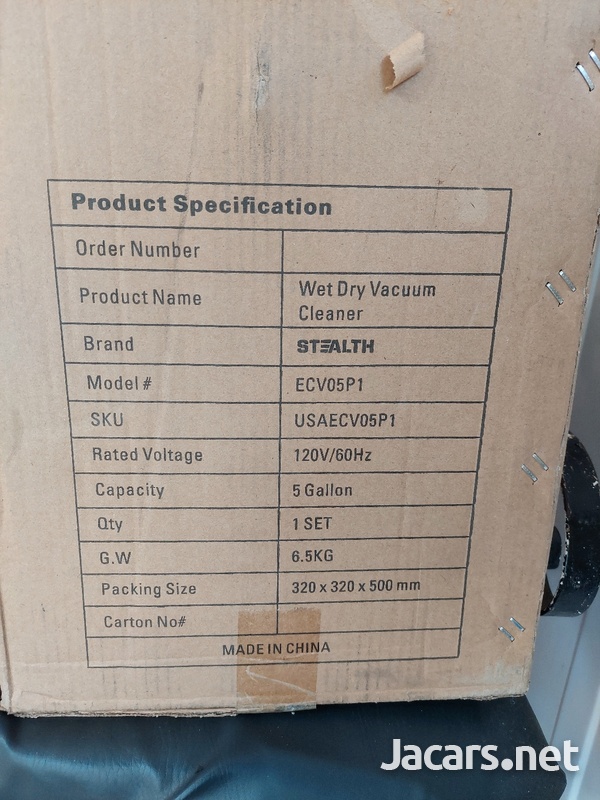 Product Specification
Order Number
Product Name Wet Dry Vacuum
Cleaner
Brand STEALTH
Model # ECV05P1
SKU USAECV05P1
Rated Voltage 120V/60Hz
Capacity 5 Gallon
Qty 1 SET
G.W 6.5KG
Packing Size 320 x 320 x 500 mm
Carton No#
MADE IN CHINA
Jacars.net